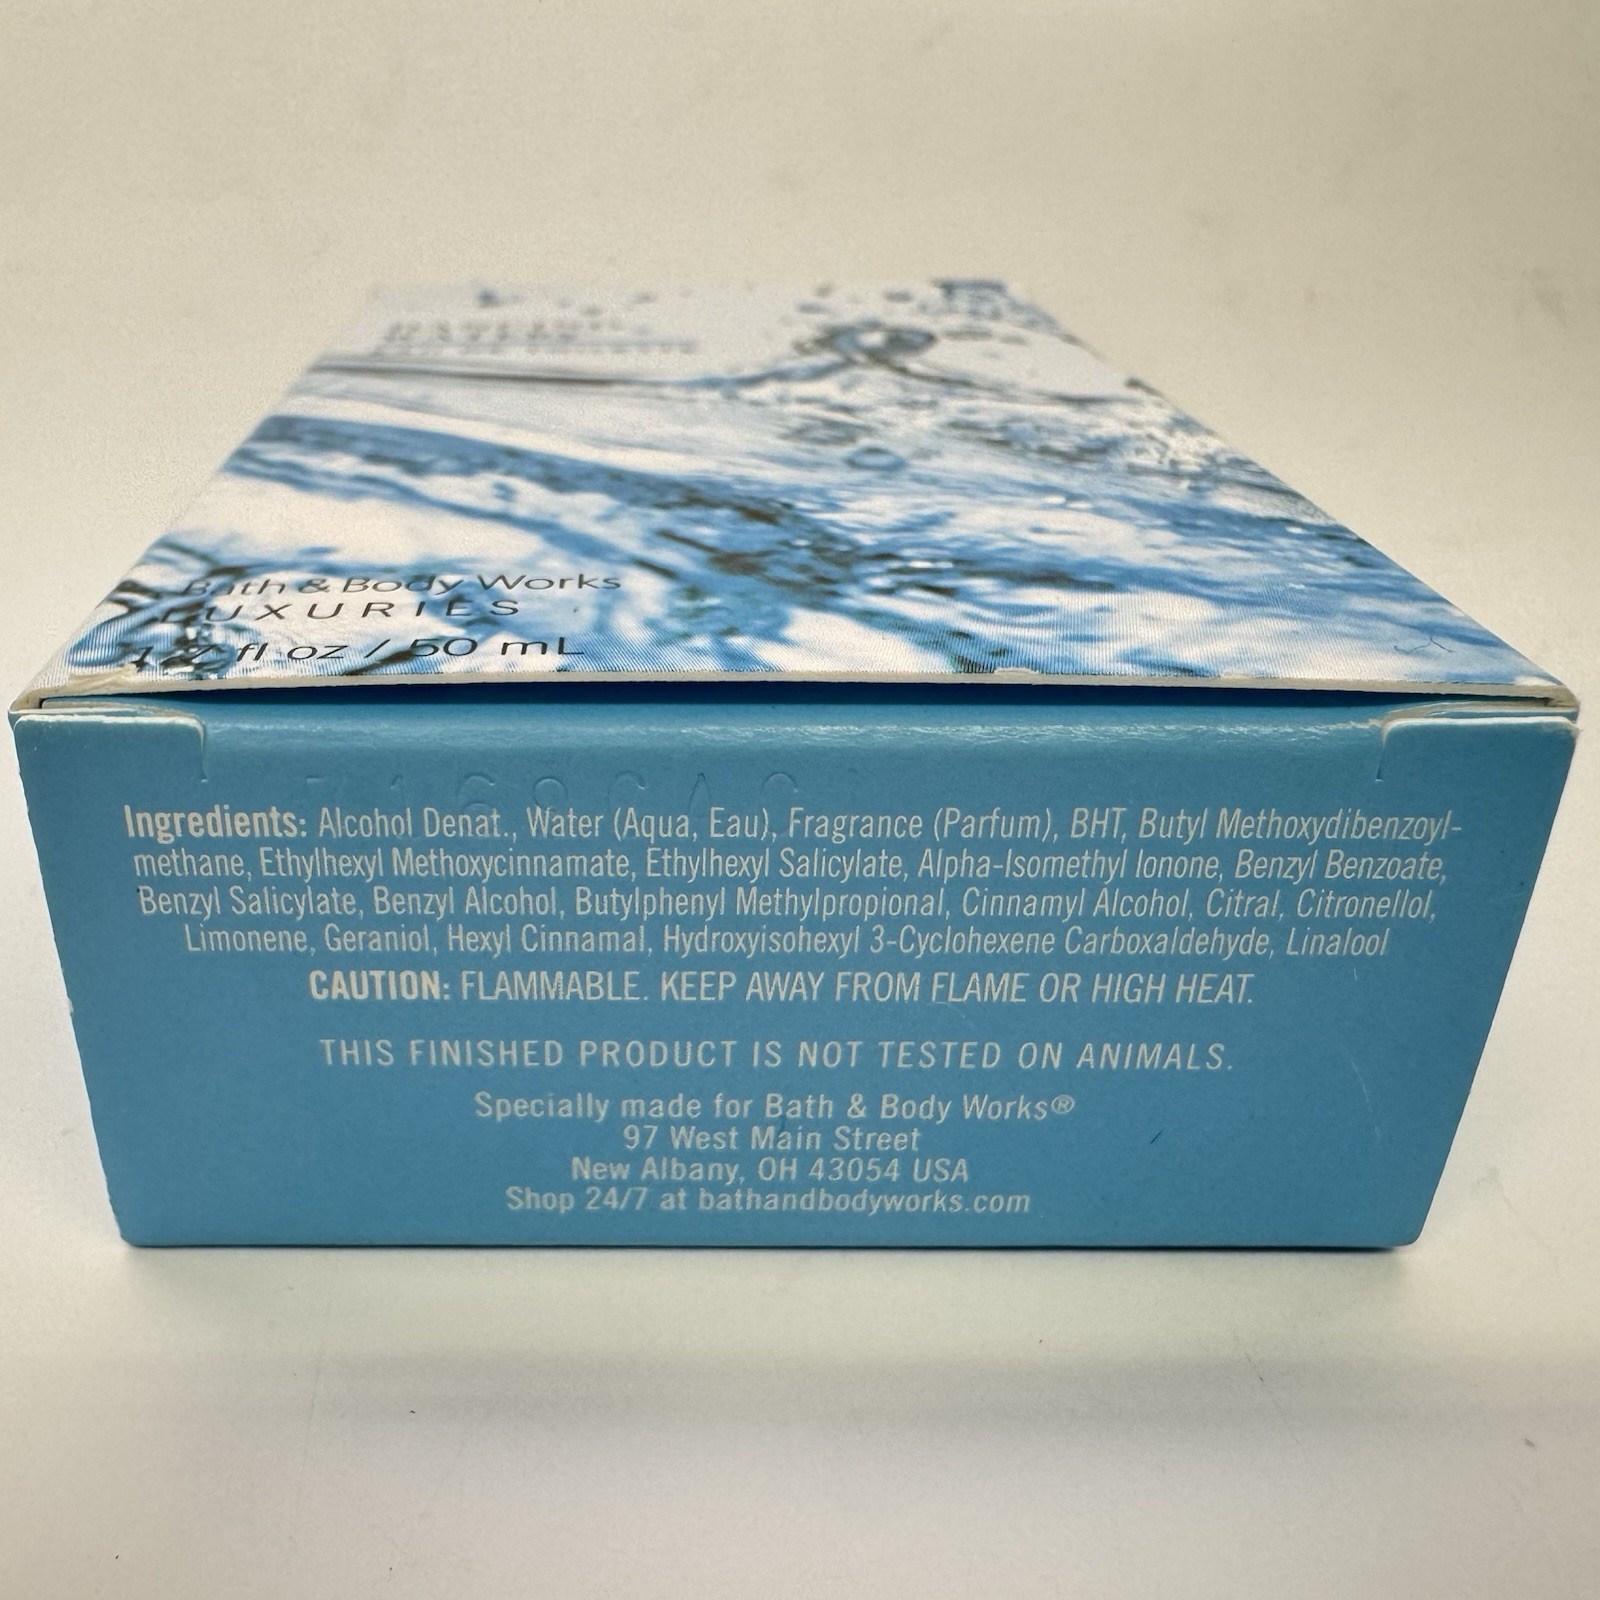 Bath & Body Works
LUXURIES
1.7 fl oz / 50 mL
Ingredients: Alcohol Denat., Water (Aqua, Eau), Fragrance (Parfum), BHT, Butyl Methoxydibenzoyl-
methane, Ethylhexyl Methoxycinnamate, Ethylhexyl Salicylate, Alpha-Isomethyl Ionone, Benzyl Benzoate,
Benzyl Salicylate, Benzyl Alcohol, Butylphenyl Methylpropional, Cinnamyl Alcohol, Citral, Citronellol,
Limonene, Geraniol, Hexyl Cinnamal, Hydroxyisohexyl 3-Cyclohexene Carboxaldehyde, Linalool
CAUTION: FLAMMABLE. KEEP AWAY FROM FLAME OR HIGH HEAT.
THIS FINISHED PRODUCT IS NOT TESTED ON ANIMALS.
Specially made for Bath & Body Works®
97 West Main Street
New Albany, OH 43054 USA
Shop 24/7 at bathandbodyworks.com